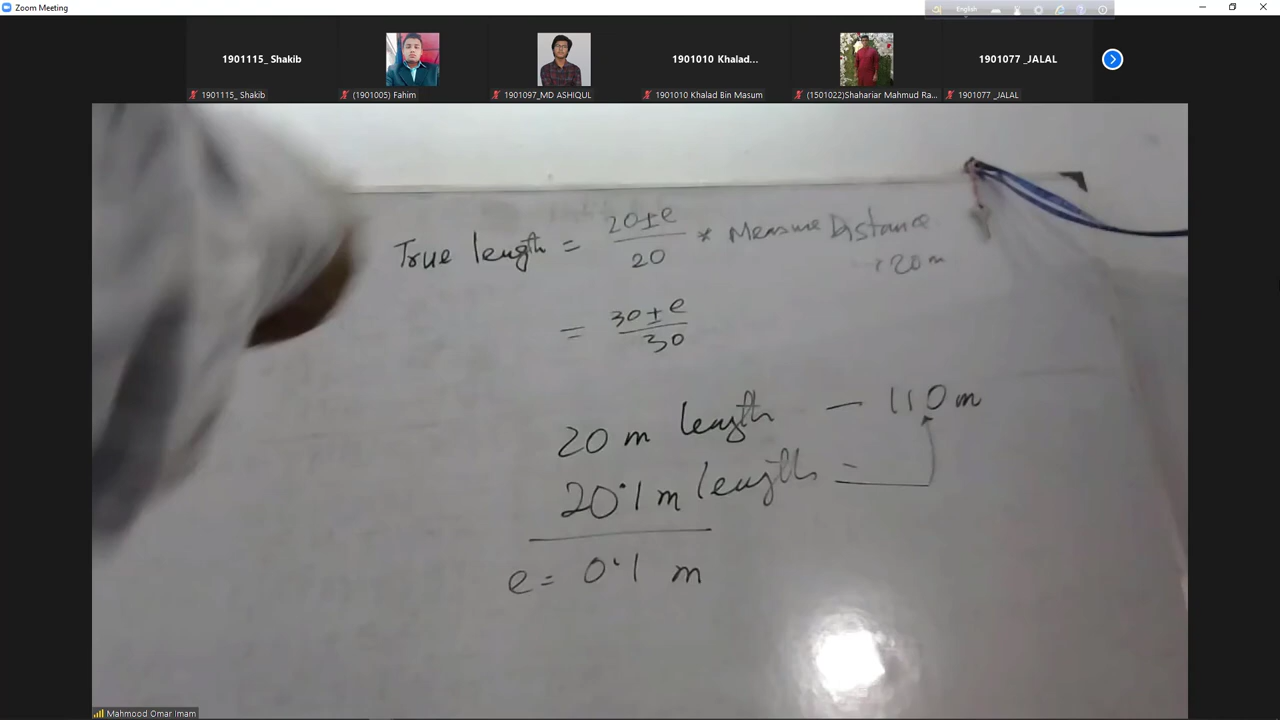 Zoom Meeting
English
1901115_ Shakib
1901010 Khalad...
1901077 _JALAL
1901115_ Shakib
(1901005) Fahim
1901097_MD ASHIQUL
1901010 Khalad Bin Masum
(1501022)Shahariar Mahmud Ra...
1901077 _JALAL
True length = 20±e / 20 * Measure Distance
20 m
= 30±e / 30
20 m length — 110 m
20.1 m length =
e = 0.1 m
Mahmood Omar Imam